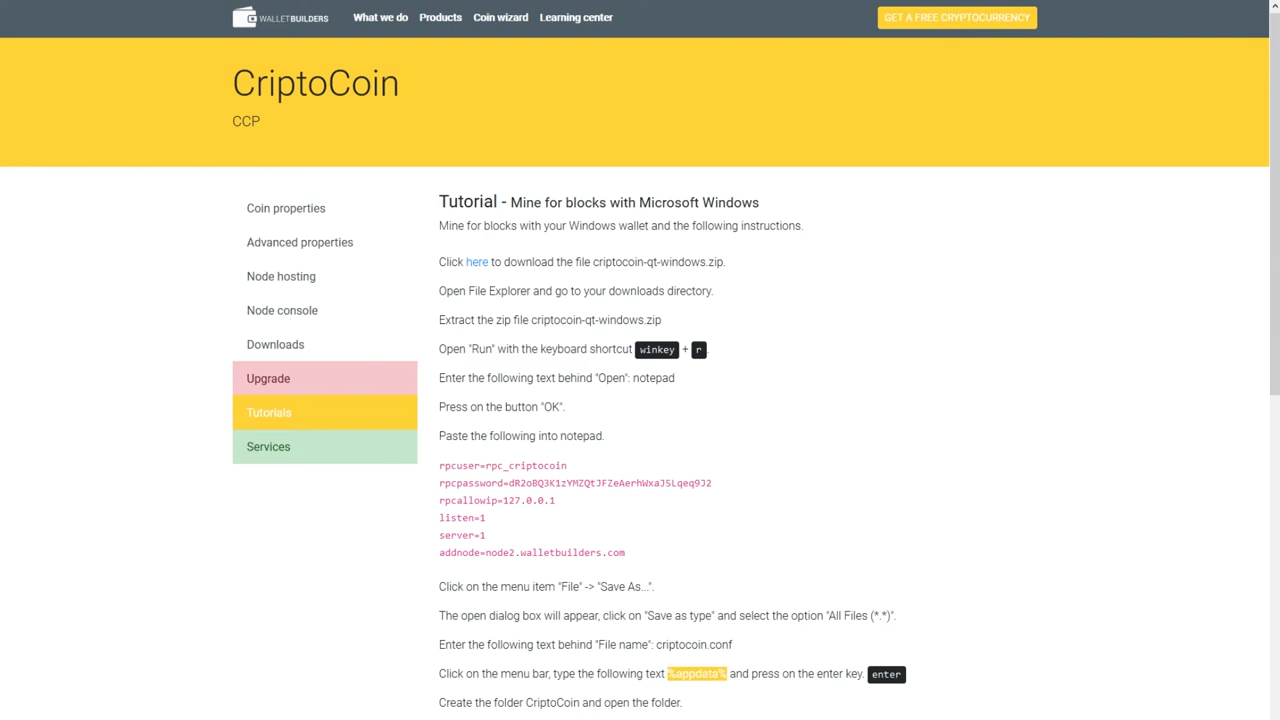 WALLETBUILDERS What we do Products Coin wizard Learning center GET A FREE CRYPTOCURRENCY
CriptoCoin
CCP
Coin properties
Advanced properties
Node hosting
Node console
Downloads
Upgrade
Tutorials
Services
Tutorial - Mine for blocks with Microsoft Windows
Mine for blocks with your Windows wallet and the following instructions.
Click here to download the file criptocoin-qt-windows.zip.
Open File Explorer and go to your downloads directory.
Extract the zip file criptocoin-qt-windows.zip
Open "Run" with the keyboard shortcut winkey + r.
Enter the following text behind "Open": notepad
Press on the button "OK".
Paste the following into notepad.
rpcuser=rpc_criptocoin
rpcpassword=dR2oBQ3K1zYMZQtJFZeAerhWxaJ5Lqeq9J2
rpcallowip=127.0.0.1
listen=1
server=1
addnode=node2.walletbuilders.com
Click on the menu item "File" -> "Save As...".
The open dialog box will appear, click on "Save as type" and select the option "All Files (*.*)".
Enter the following text behind "File name": criptocoin.conf
Click on the menu bar, type the following text %appdata% and press on the enter key. enter
Create the folder CriptoCoin and open the folder.